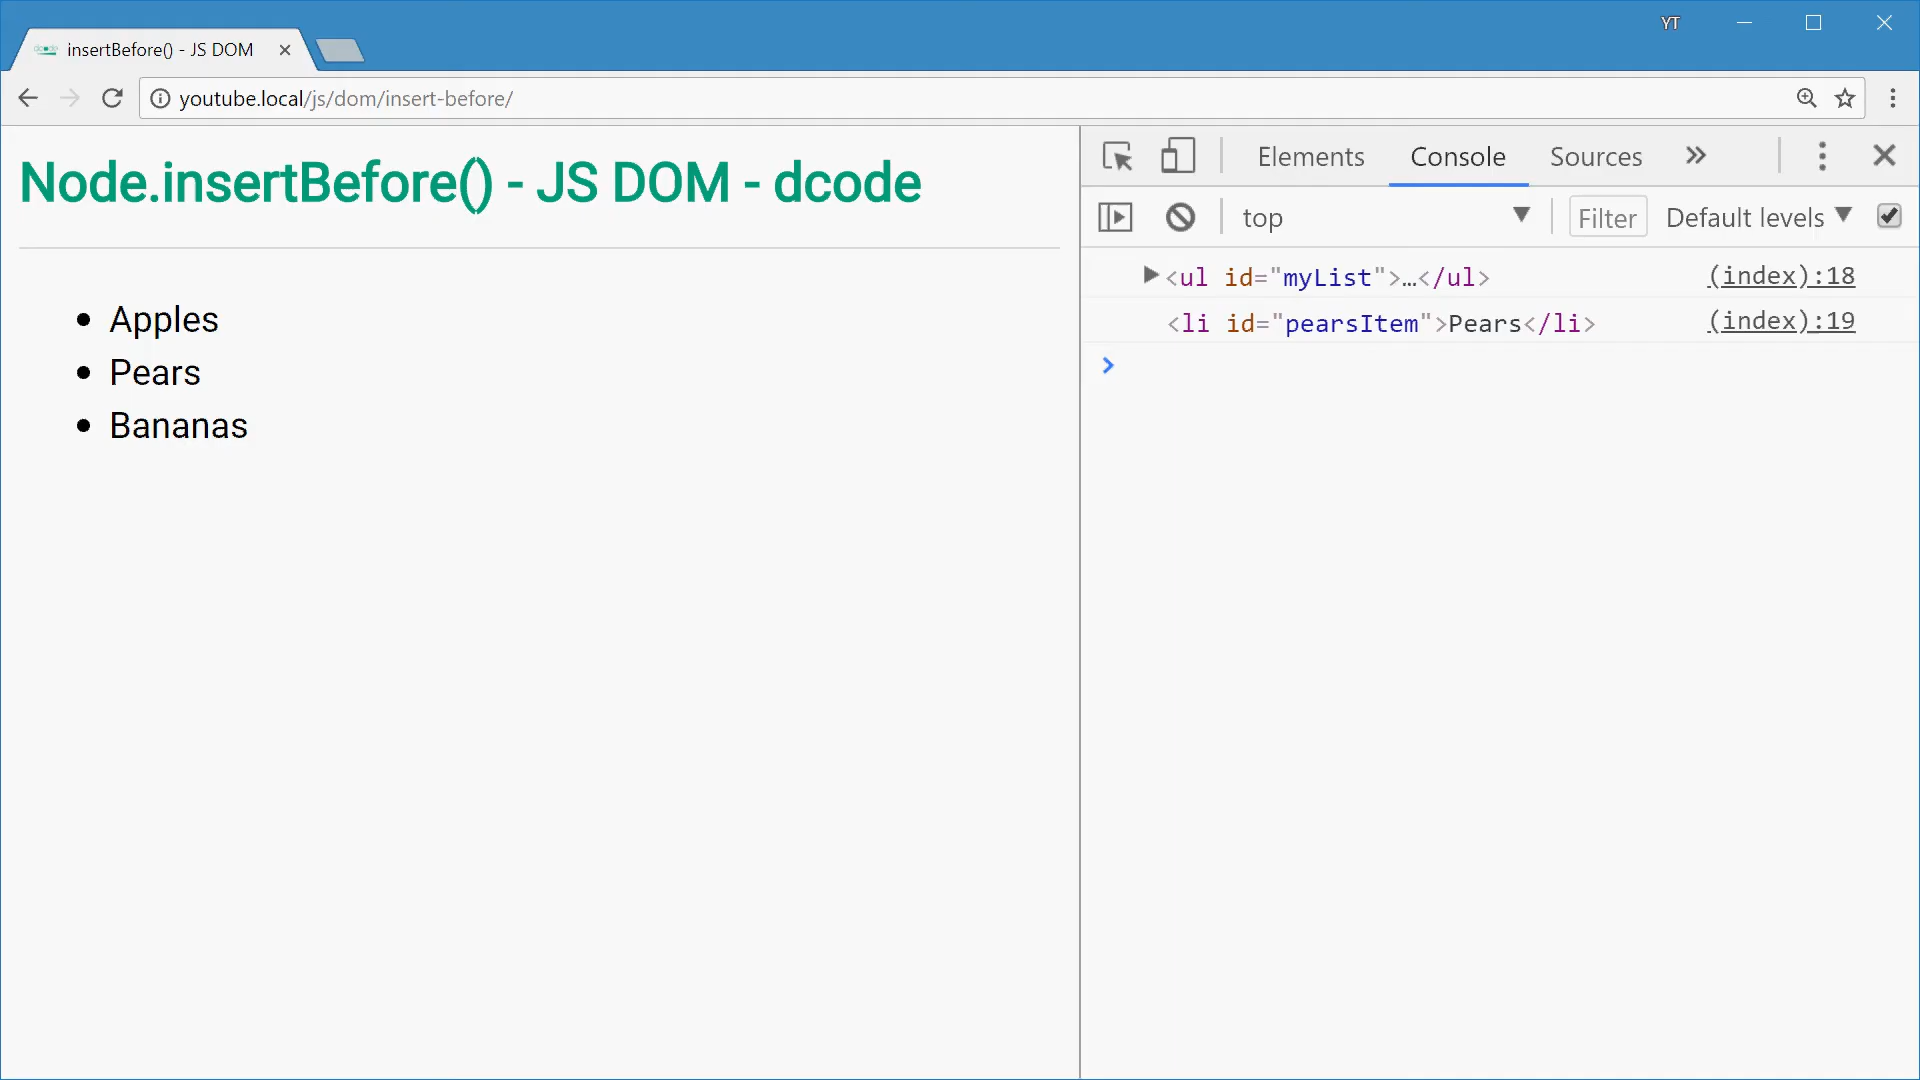 YT
insertBefore() - JS DOM
youtube.local/js/dom/insert-before/
Node.insertBefore() - JS DOM - dcode
Apples
Pears
Bananas
Elements Console Sources
top Filter Default levels
<ul id="myList">…</ul> (index):18
<li id="pearsItem">Pears</li> (index):19